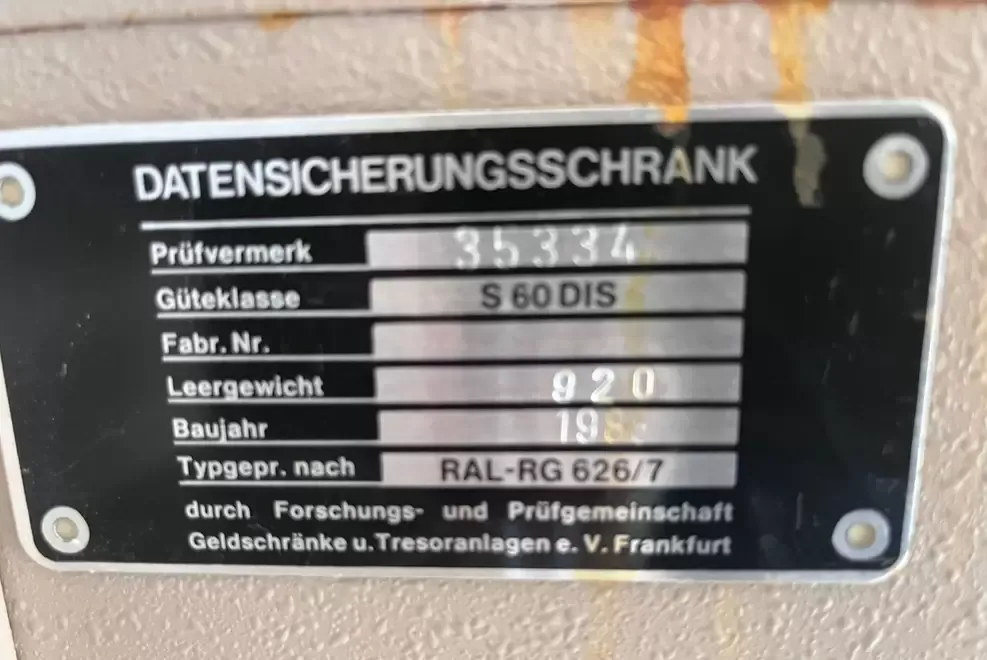 DATENSICHERUNGSSCHRANK
Prüfvermerk 35334
Güteklasse S 60 DIS
Fabr. Nr.
Leergewicht 920
Baujahr
Typgepr. nach RAL-RG 626/7
durch Forschungs- und Prüfgemeinschaft
Geldschränke u. Tresoranlagen e. V. Frankfurt